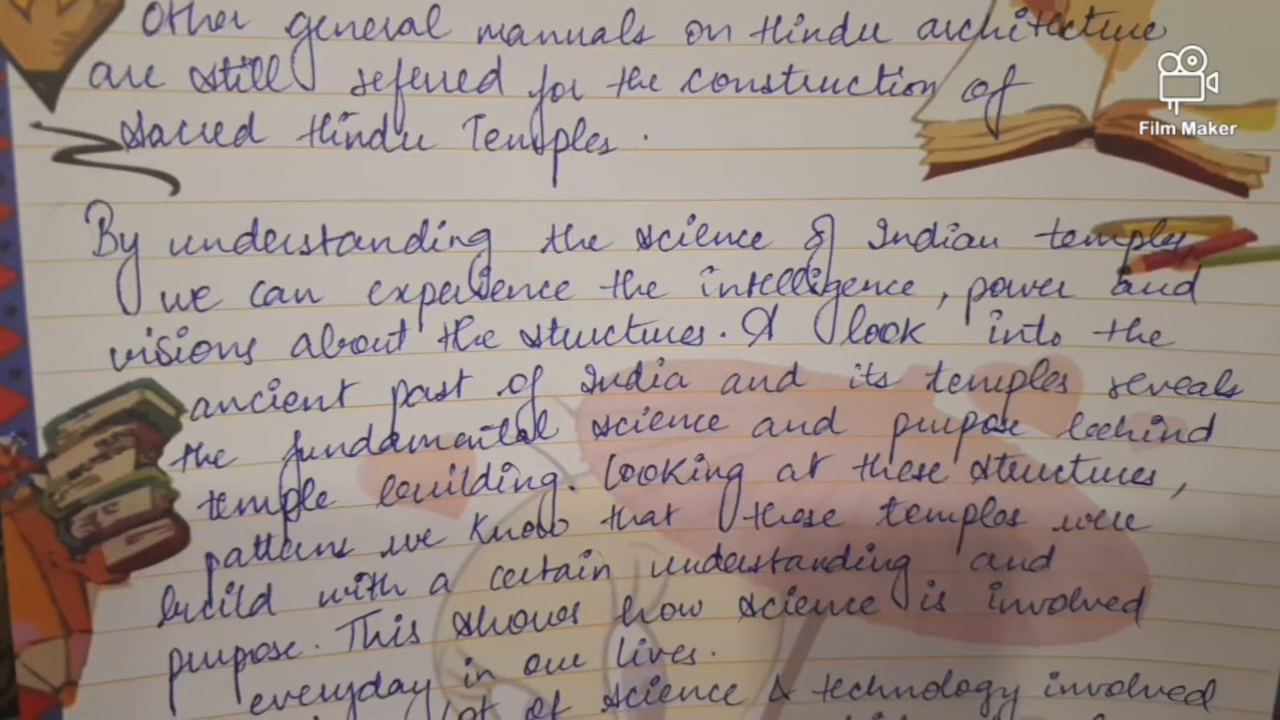 Other general manuals on Hindu architecture
are still refered for the construction of
Sacred Hindu Temples.
Film Maker
By understanding the science of Indian temples
we can experience the intelligence, power and
visions about the structures. A look into the
ancient past of India and its temples reveals
the fundamental science and purpose behind
temple building. Looking at these structures,
patterns we know that these temples were
build with a certain understanding and
purpose. This shows how science is involved
everyday in our lives.
lot of science & technology involved